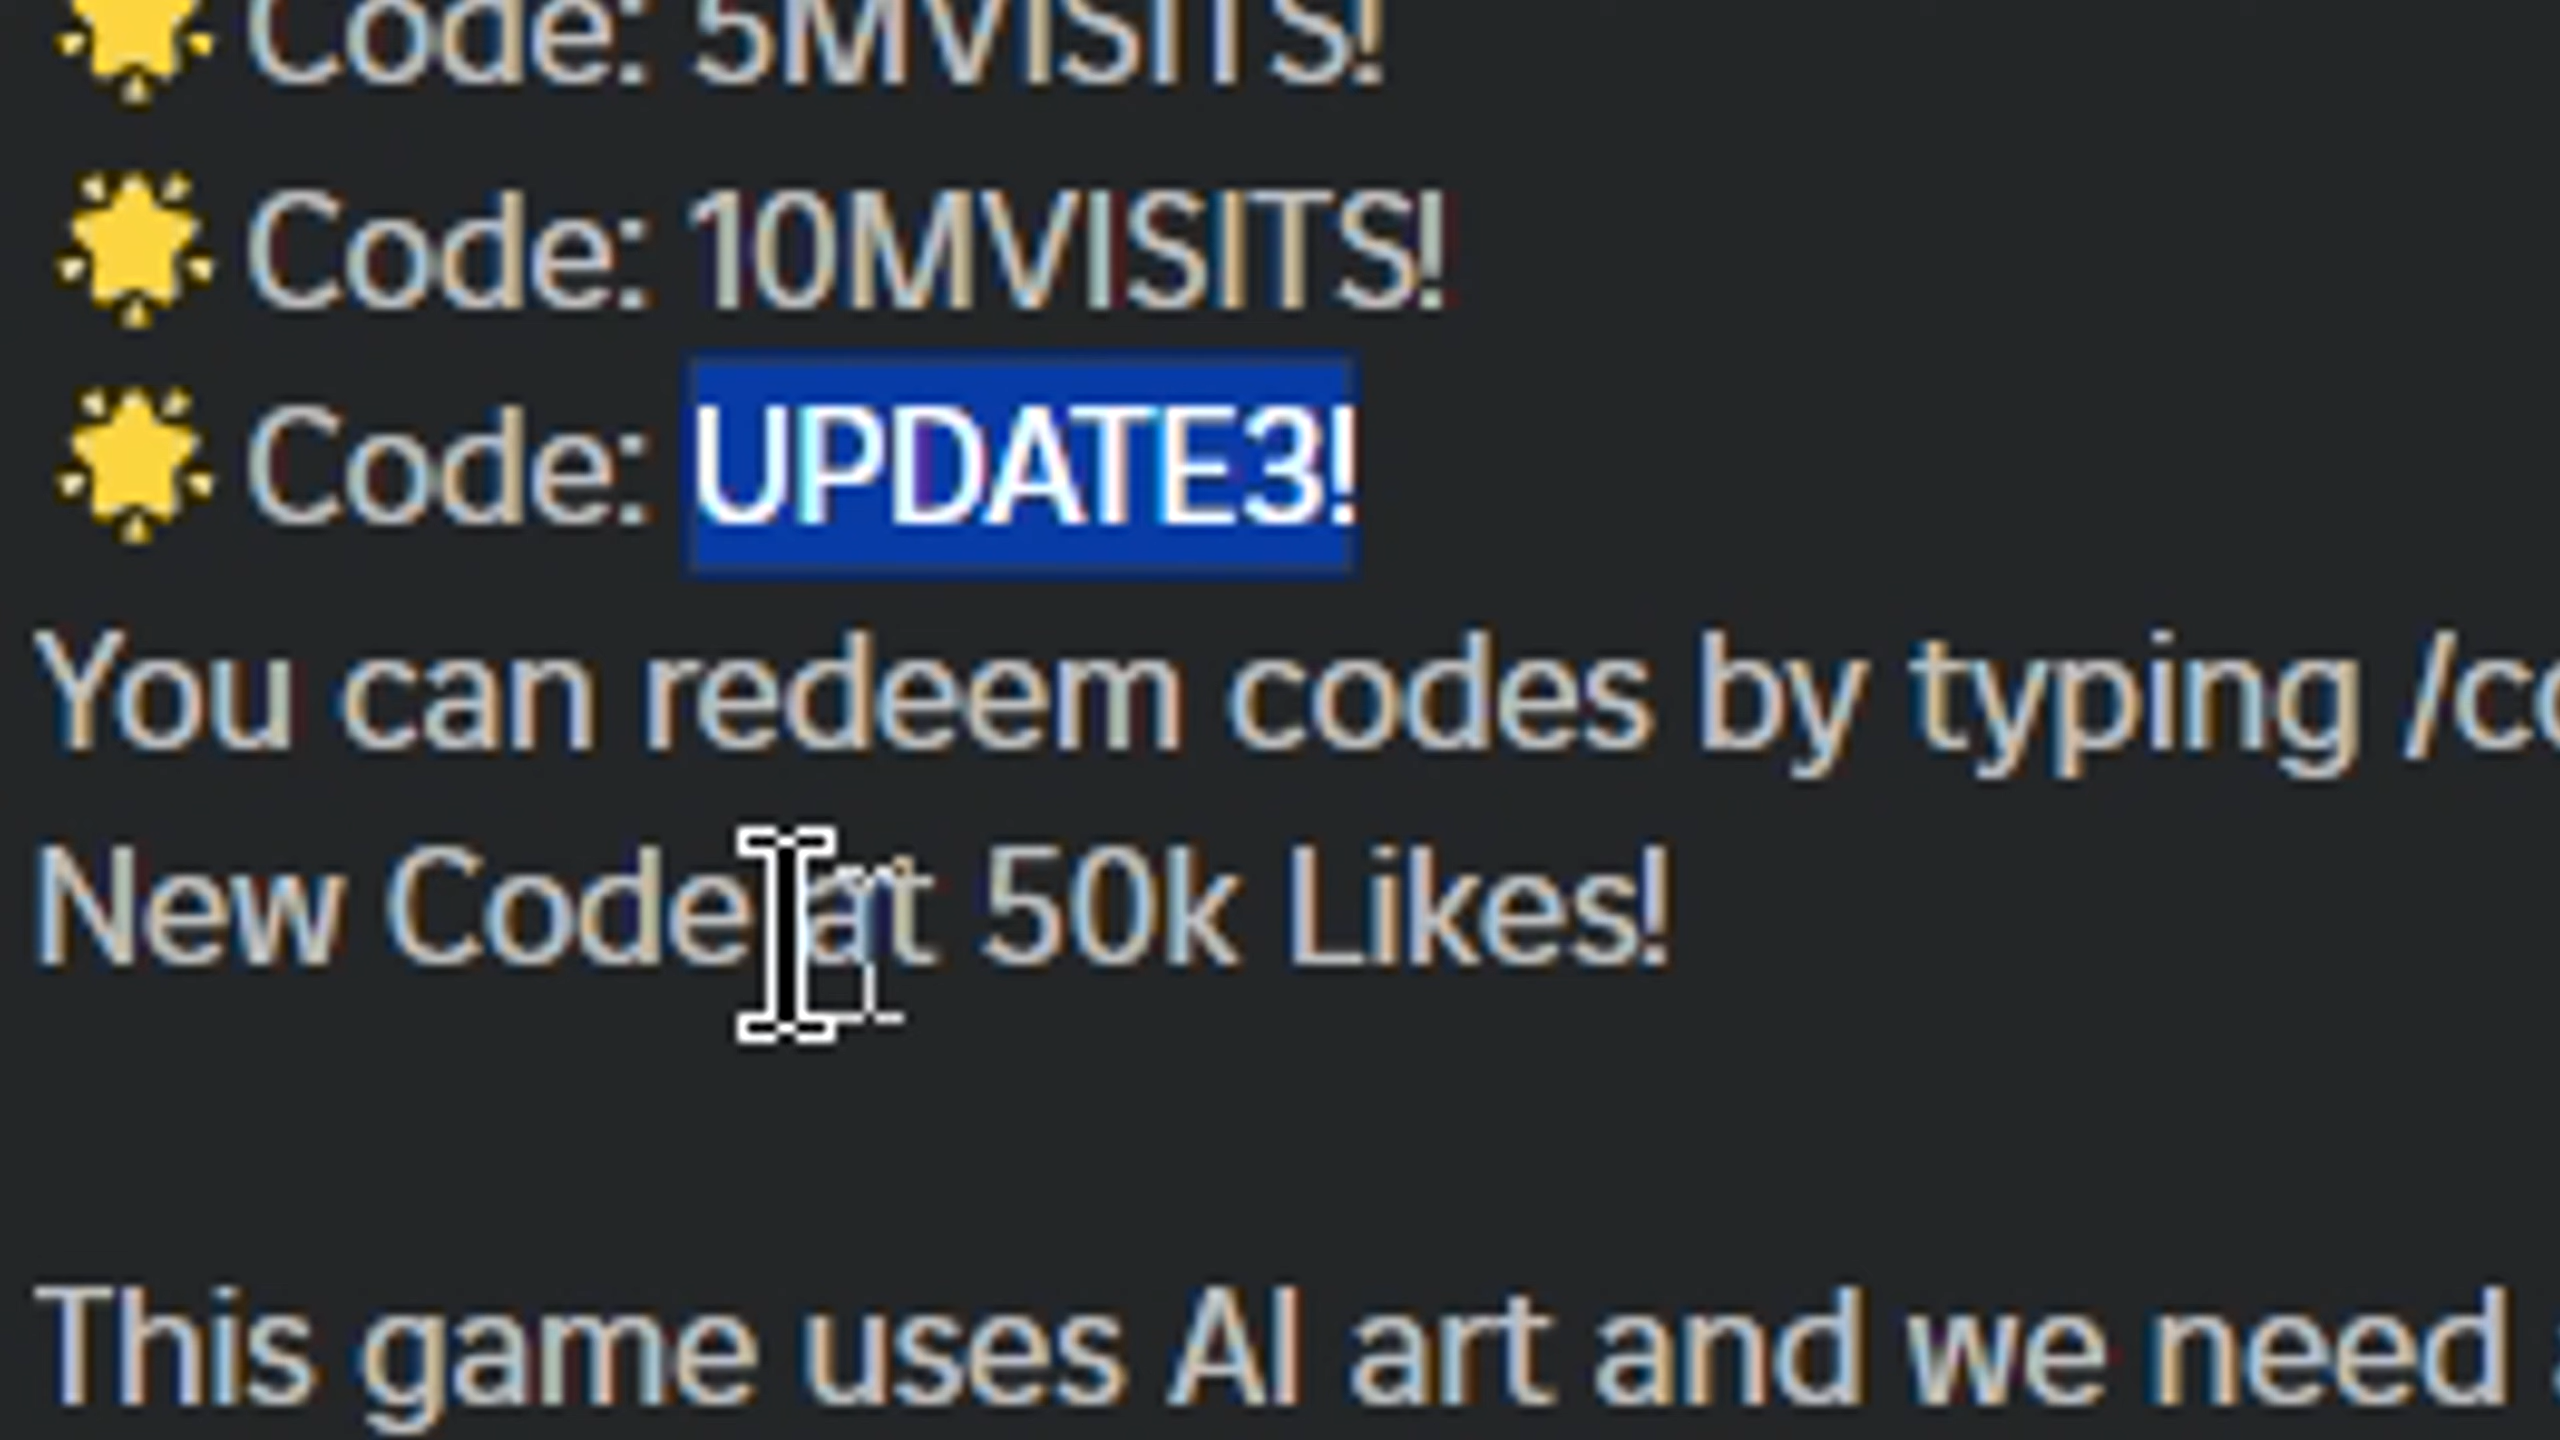 🌟 Code: 5MVISITS!
🌟 Code: 10MVISITS!
🌟 Code: UPDATE3!
You can redeem codes by typing
New Code at 50k Likes!
This game uses AI art and we need